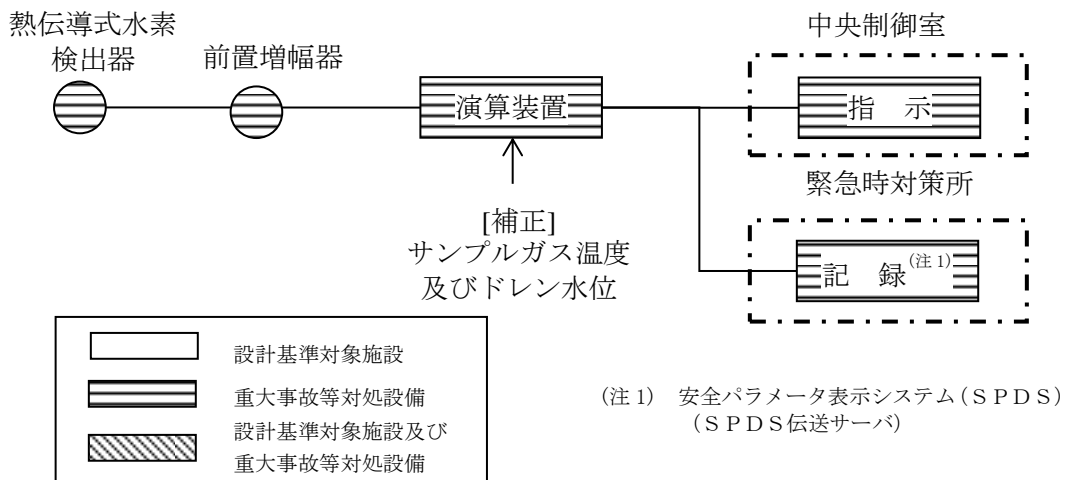 熱伝導式水素
検出器
前置増幅器
演算装置
[補正]
サンプルガス温度
及びドレン水位
中央制御室
指　示
緊急時対策所
記　録(注1)
設計基準対象施設
重大事故等対処設備
設計基準対象施設及び
重大事故等対処設備
(注1)　安全パラメータ表示システム(ＳＰＤＳ)
(ＳＰＤＳ伝送サーバ)